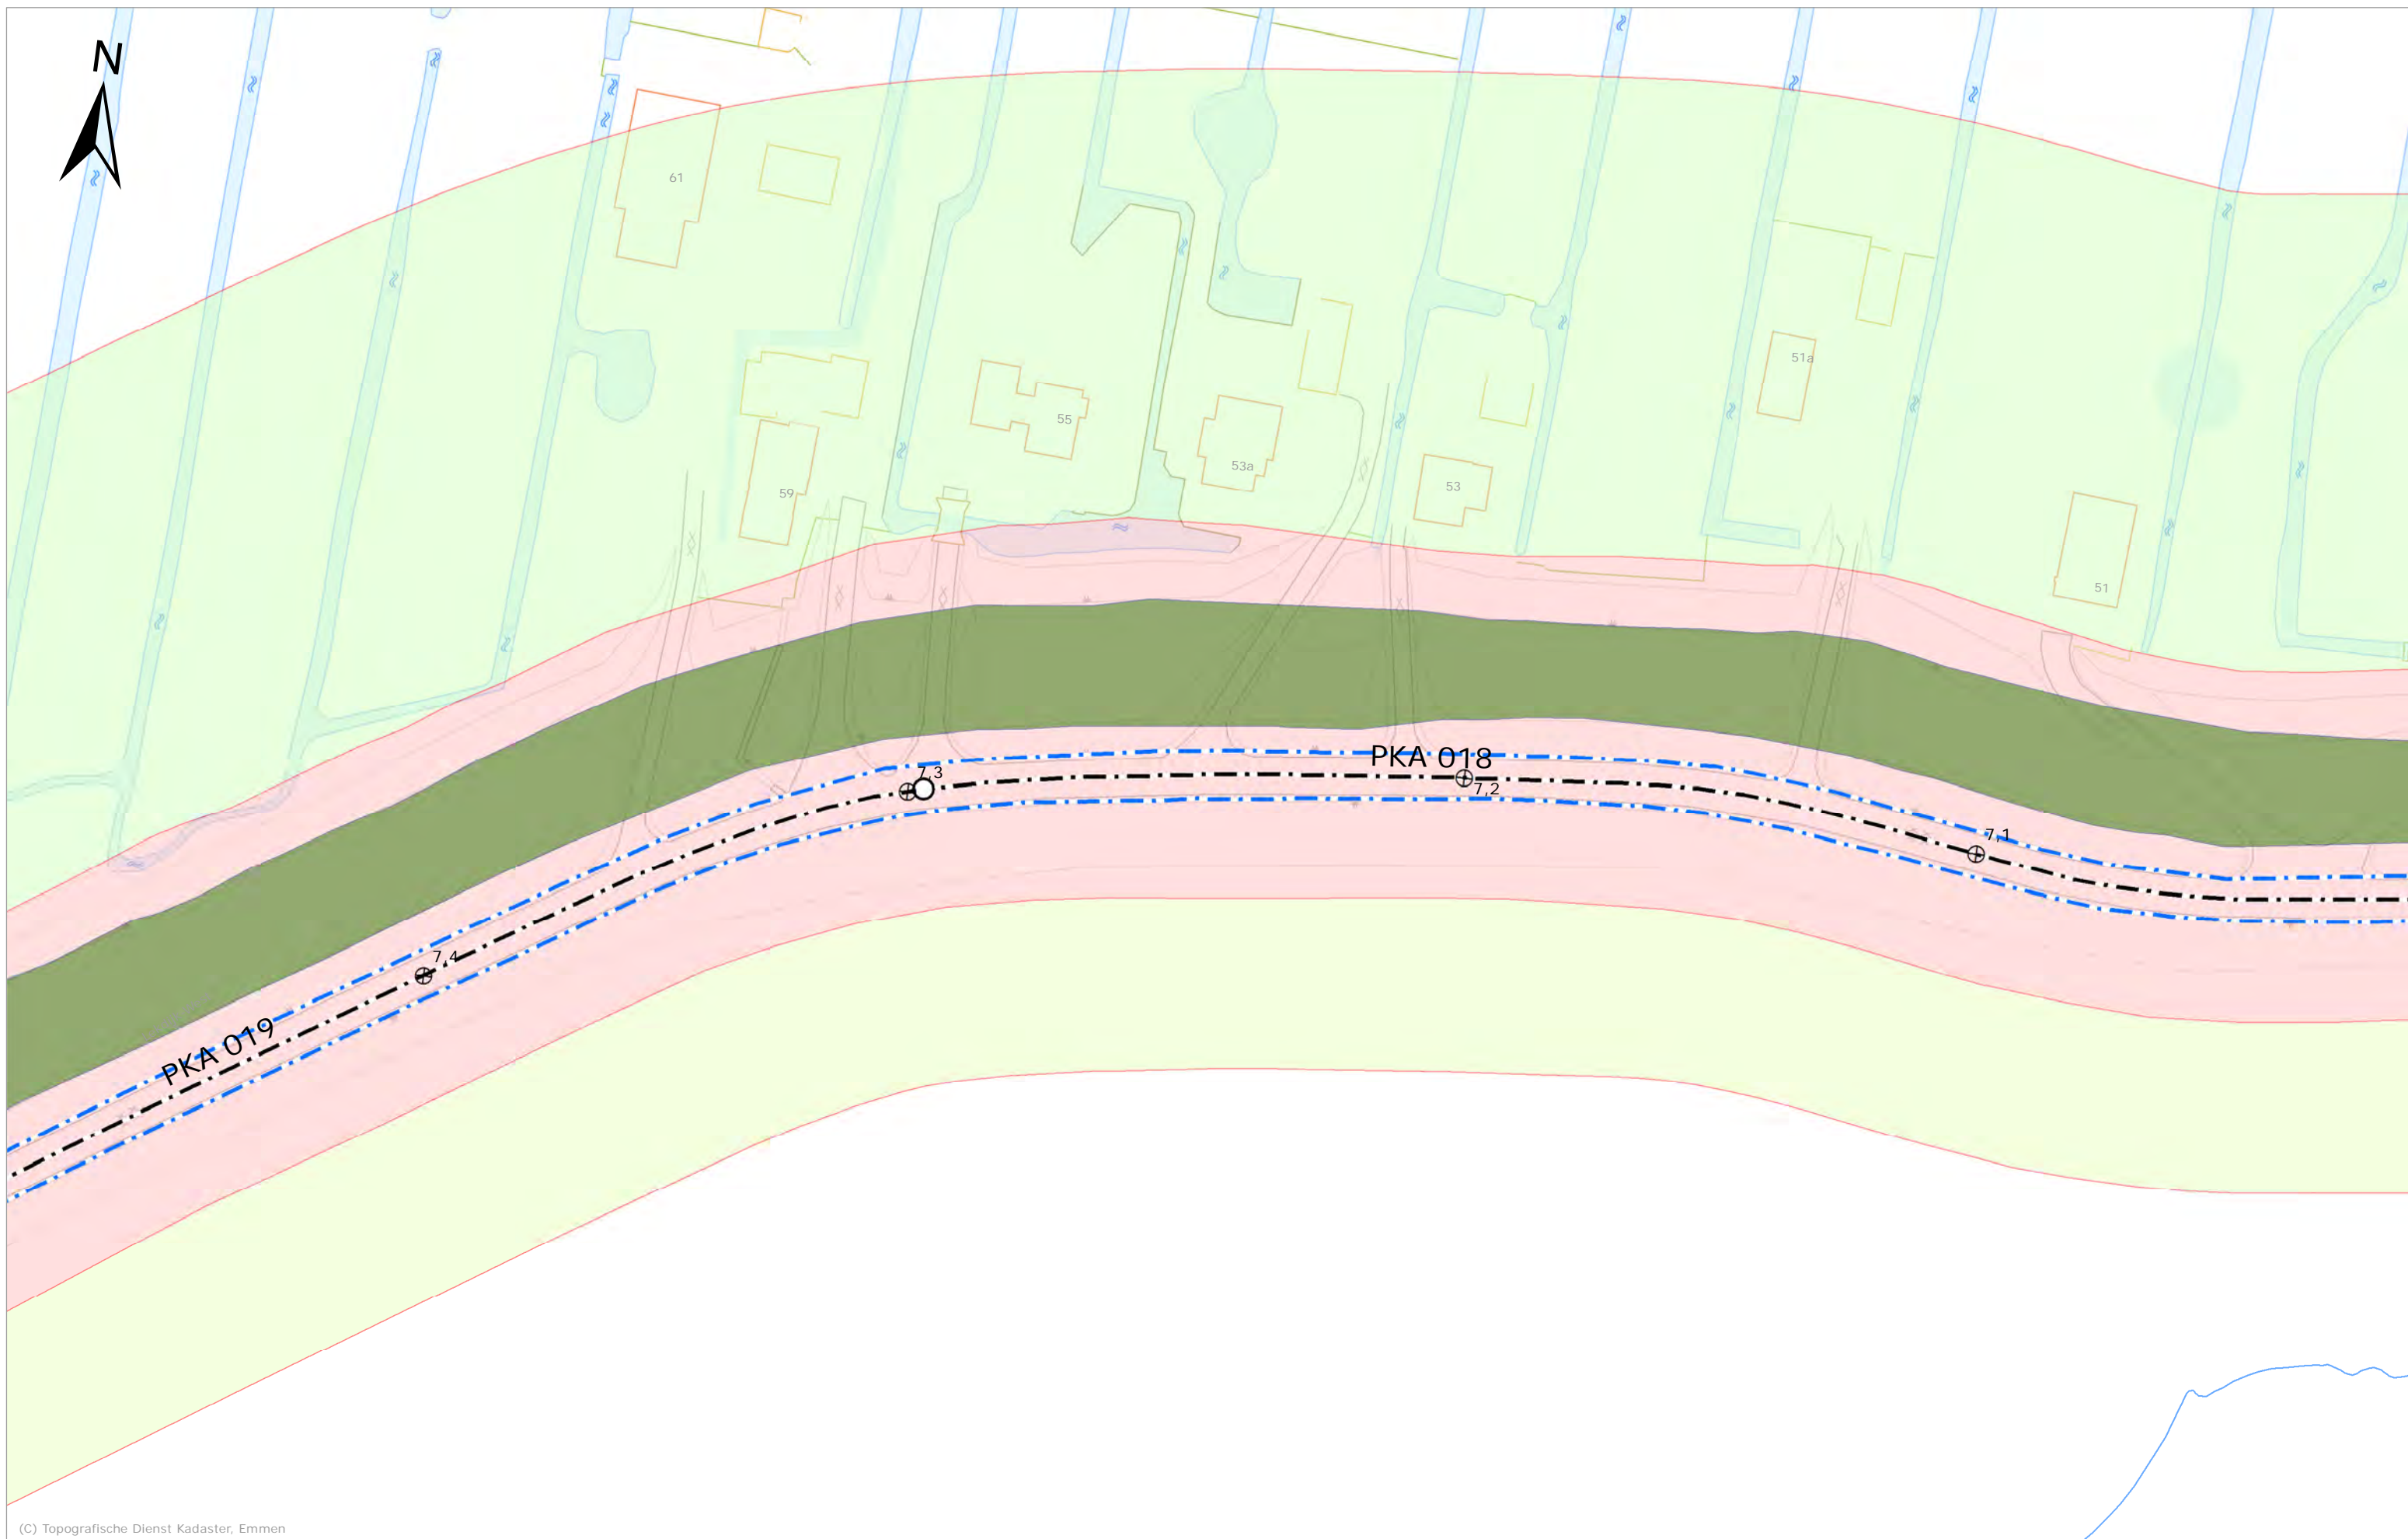 N
61
51a
55
53a
53
59
51
PKA 018
7,3
7,2
7,1
7,4
PKA 019
(C) Topografische Dienst Kadaster, Emmen